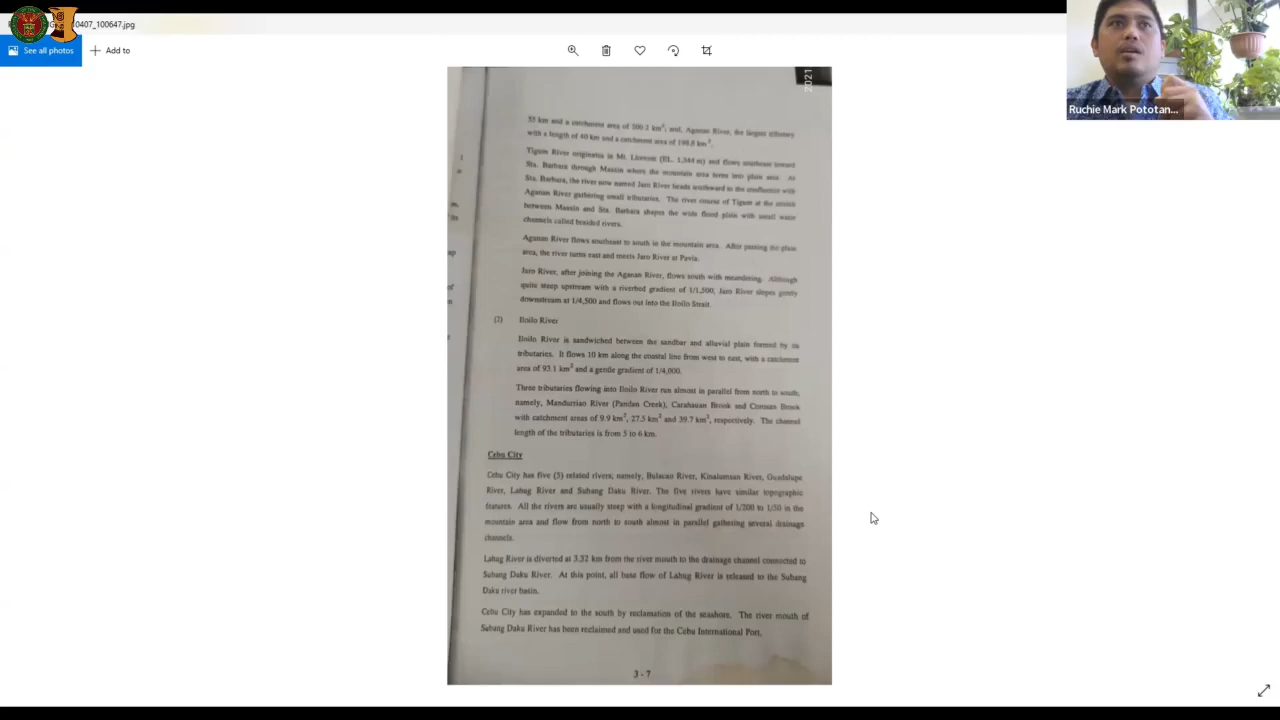 0407_100647.jpg
See all photos
Add to
Ruchie Mark Pototan...
2021
55 km and a catchment area of 306.1 km²; and, Aganan River, the largest tributary
with a length of 40 km and a catchment area of 198.8 km².
Tigum River originates in Mt. Llorente (EL. 1,344 m) and flows southeast toward
Sta. Barbara through Maasin where the mountain area turns into plain area. At
Sta. Barbara, the river now named Jaro River heads southward to the confluence with
Aganan River gathering small tributaries. The river course of Tigum at the stretch
between Maasin and Sta. Barbara shapes the wide flood plain with small water
channels called braided rivers.
Aganan River flows southeast to south in the mountain area. After passing the plain
area, the river turns east and meets Jaro River at Pavia.
Jaro River, after joining the Aganan River, flows south with meandering. Although
quite steep upstream with a riverbed gradient of 1/1,500, Jaro River slopes gently
downstream at 1/4,500 and flows out into the Iloilo Strait.
(2) Iloilo River
Iloilo River is sandwiched between the sandbar and alluvial plain formed by its
tributaries. It flows 10 km along the coastal line from west to east, with a catchment
area of 93.1 km² and a gentle gradient of 1/4,000.
Three tributaries flowing into Iloilo River run almost in parallel from north to south,
namely, Mandurriao River (Pandan Creek), Carahauan Brook and Corosan Brook
with catchment areas of 9.9 km², 27.5 km² and 39.7 km², respectively. The channel
length of the tributaries is from 5 to 6 km.
Cebu City
Cebu City has five (5) related rivers; namely, Bulacao River, Kinalumsan River, Guadalupe
River, Lahug River and Subang Daku River. The five rivers have similar topographic
features. All the rivers are usually steep with a longitudinal gradient of 1/200 to 1/50 in the
mountain area and flow from north to south almost in parallel gathering several drainage
channels.
Lahug River is diverted at 3.32 km from the river mouth to the drainage channel connected to
Subang Daku River. At this point, all base flow of Lahug River is released to the Subang
Daku river basin.
Cebu City has expanded to the south by reclamation of the seashore. The river mouth of
Subang Daku River has been reclaimed and used for the Cebu International Port.
3 - 7